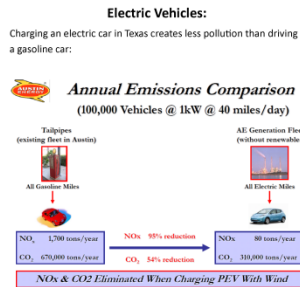 Electric Vehicles:
Charging an electric car in Texas creates less pollution than driving
a gasoline car:
AUSTIN
ENERGY
Annual Emissions Comparison
(100,000 Vehicles @ 1kW @ 40 miles/day)
Tailpipes
(existing fleet in Austin)
AE Generation Flee
(without renewable
All Gasoline Miles
All Electric Miles
NOx 1,700 tons/year
NOx 95% reduction
NOx 80 tons/year
CO2 670,000 tons/year
CO2 54% reduction
CO2 310,000 tons/year
NOx & CO2 Eliminated When Charging PEV With Wind